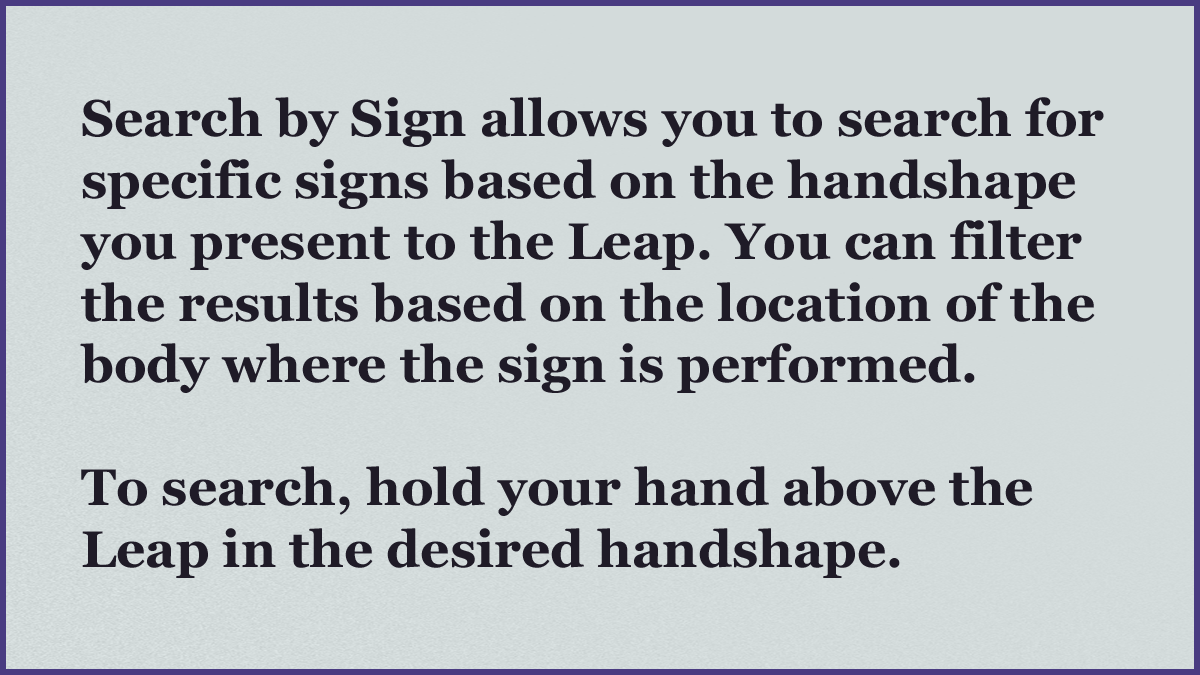 Search by Sign allows you to search for
specific signs based on the handshape
you present to the Leap. You can filter
the results based on the location of the
body where the sign is performed.
To search, hold your hand above the
Leap in the desired handshape.